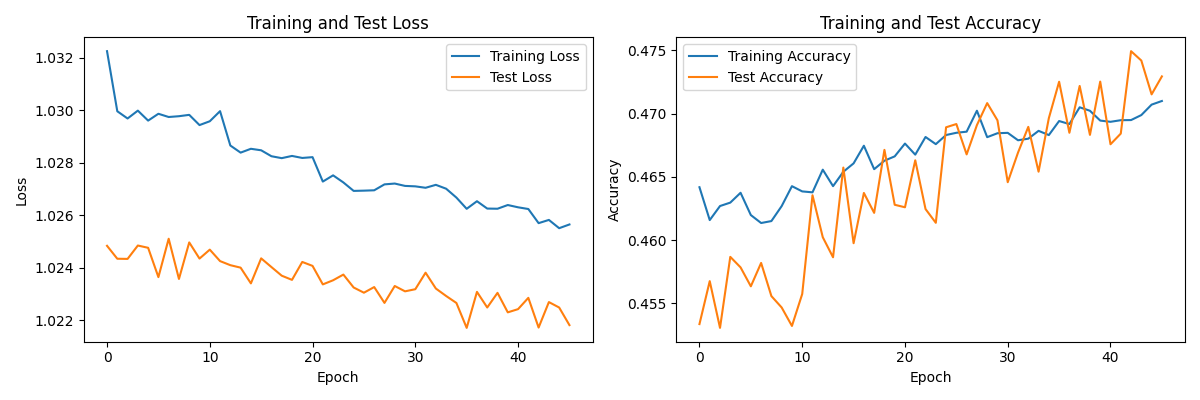 Training and Test Loss
Training Loss
Test Loss
1.032
1.030
1.028
1.026
1.024
1.022
Loss
0
10
20
30
40
Epoch
Training and Test Accuracy
Training Accuracy
Test Accuracy
0.475
0.470
0.465
0.460
0.455
Accuracy
0
10
20
30
40
Epoch